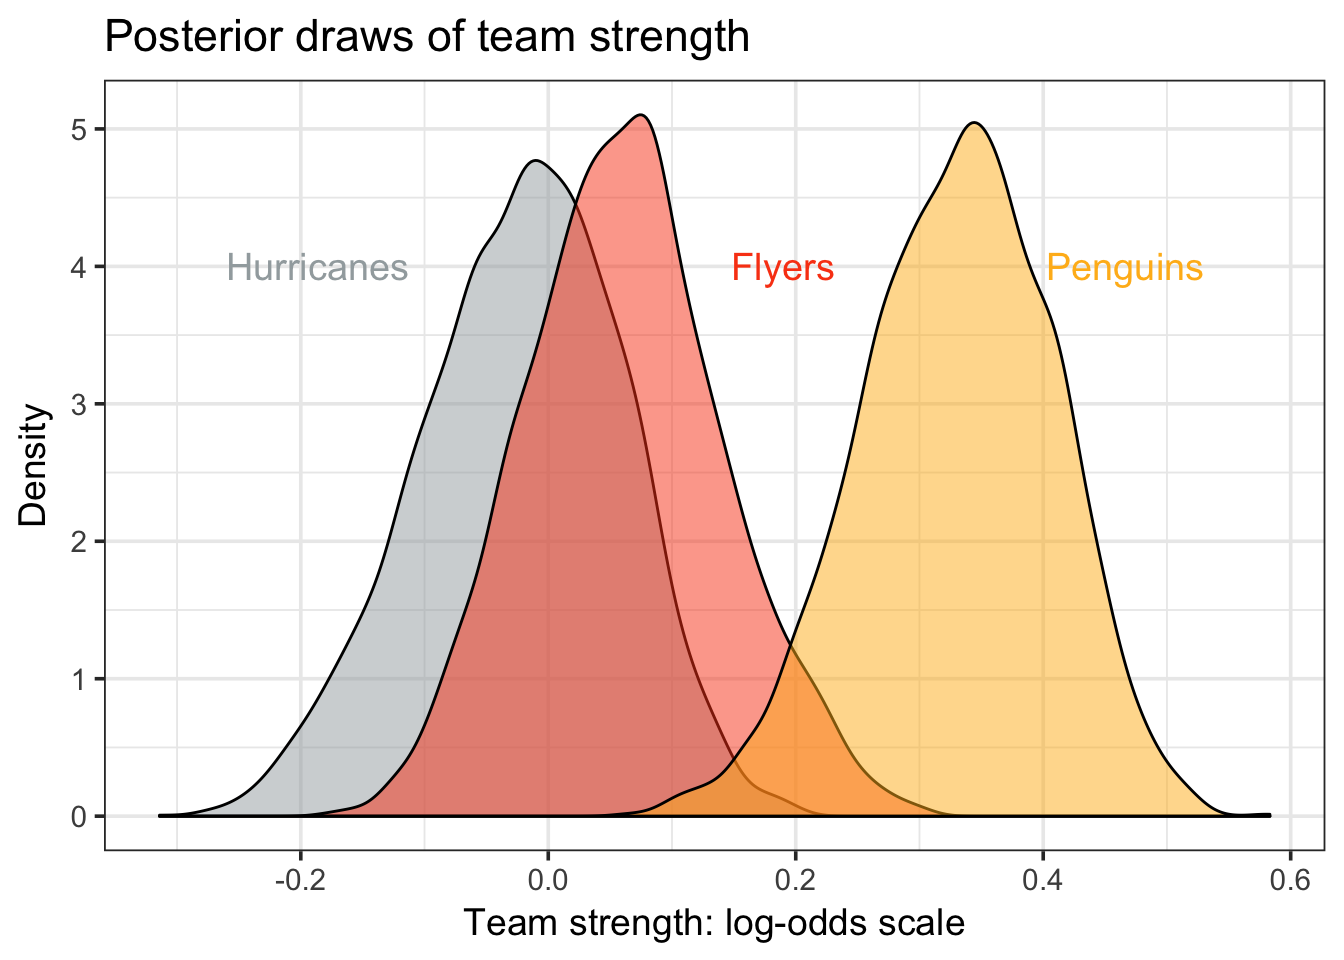 Posterior draws of team strength
5
4
3
2
1
0
Density
Hurricanes
Flyers
Penguins
-0.2
0.0
0.2
0.4
0.6
Team strength: log-odds scale